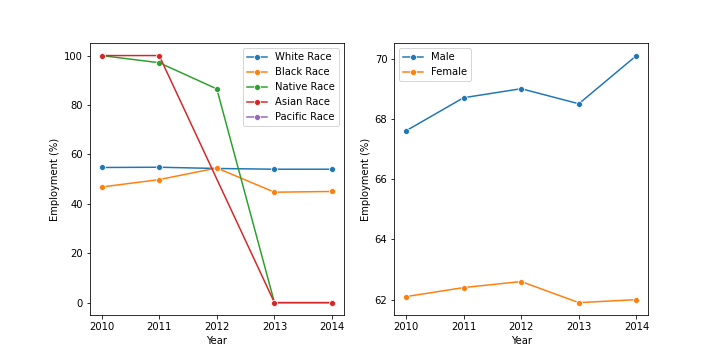 White Race
Black Race
Native Race
Asian Race
Pacific Race
100
80
60
40
20
0
Employment (%)
2010 2011 2012 2013 2014
Year
Male
Female
70
68
66
64
62
Employment (%)
2010 2011 2012 2013 2014
Year